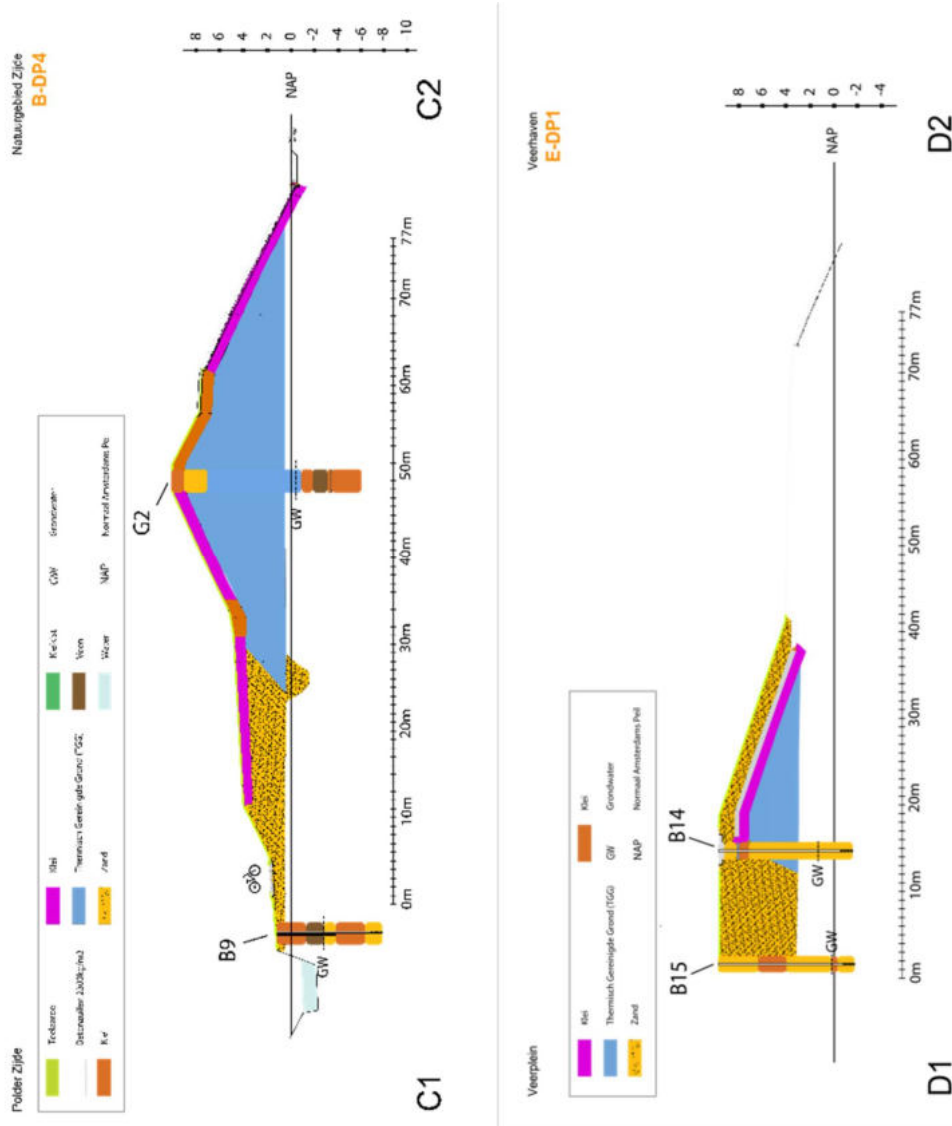 Polder Zijde
Natuurgebied Zijde
B-DP4
Klei
GW
Grondwater
Thermisch Gereinigde Grond (TGG)
Veen
Zand
Water
NAP
Normaal Amsterdams Pe
G2
B9
GW
GW
NAP
8
6
4
2
0
-2
-4
-6
-8
10
0m
10m
20m
30m
40m
50m
60m
70m
77m
C1
C2
Veerplein
Veerhaven
E-DP1
Klei
Klei
Thermisch Gereinigde Grond (TGG)
GW
Grondwater
Zand
NAP
Normaal Amsterdams Peil
B15
B14
GW
GW
NAP
8
6
4
2
0
-2
-4
0m
10m
20m
30m
40m
50m
60m
70m
77m
D1
D2